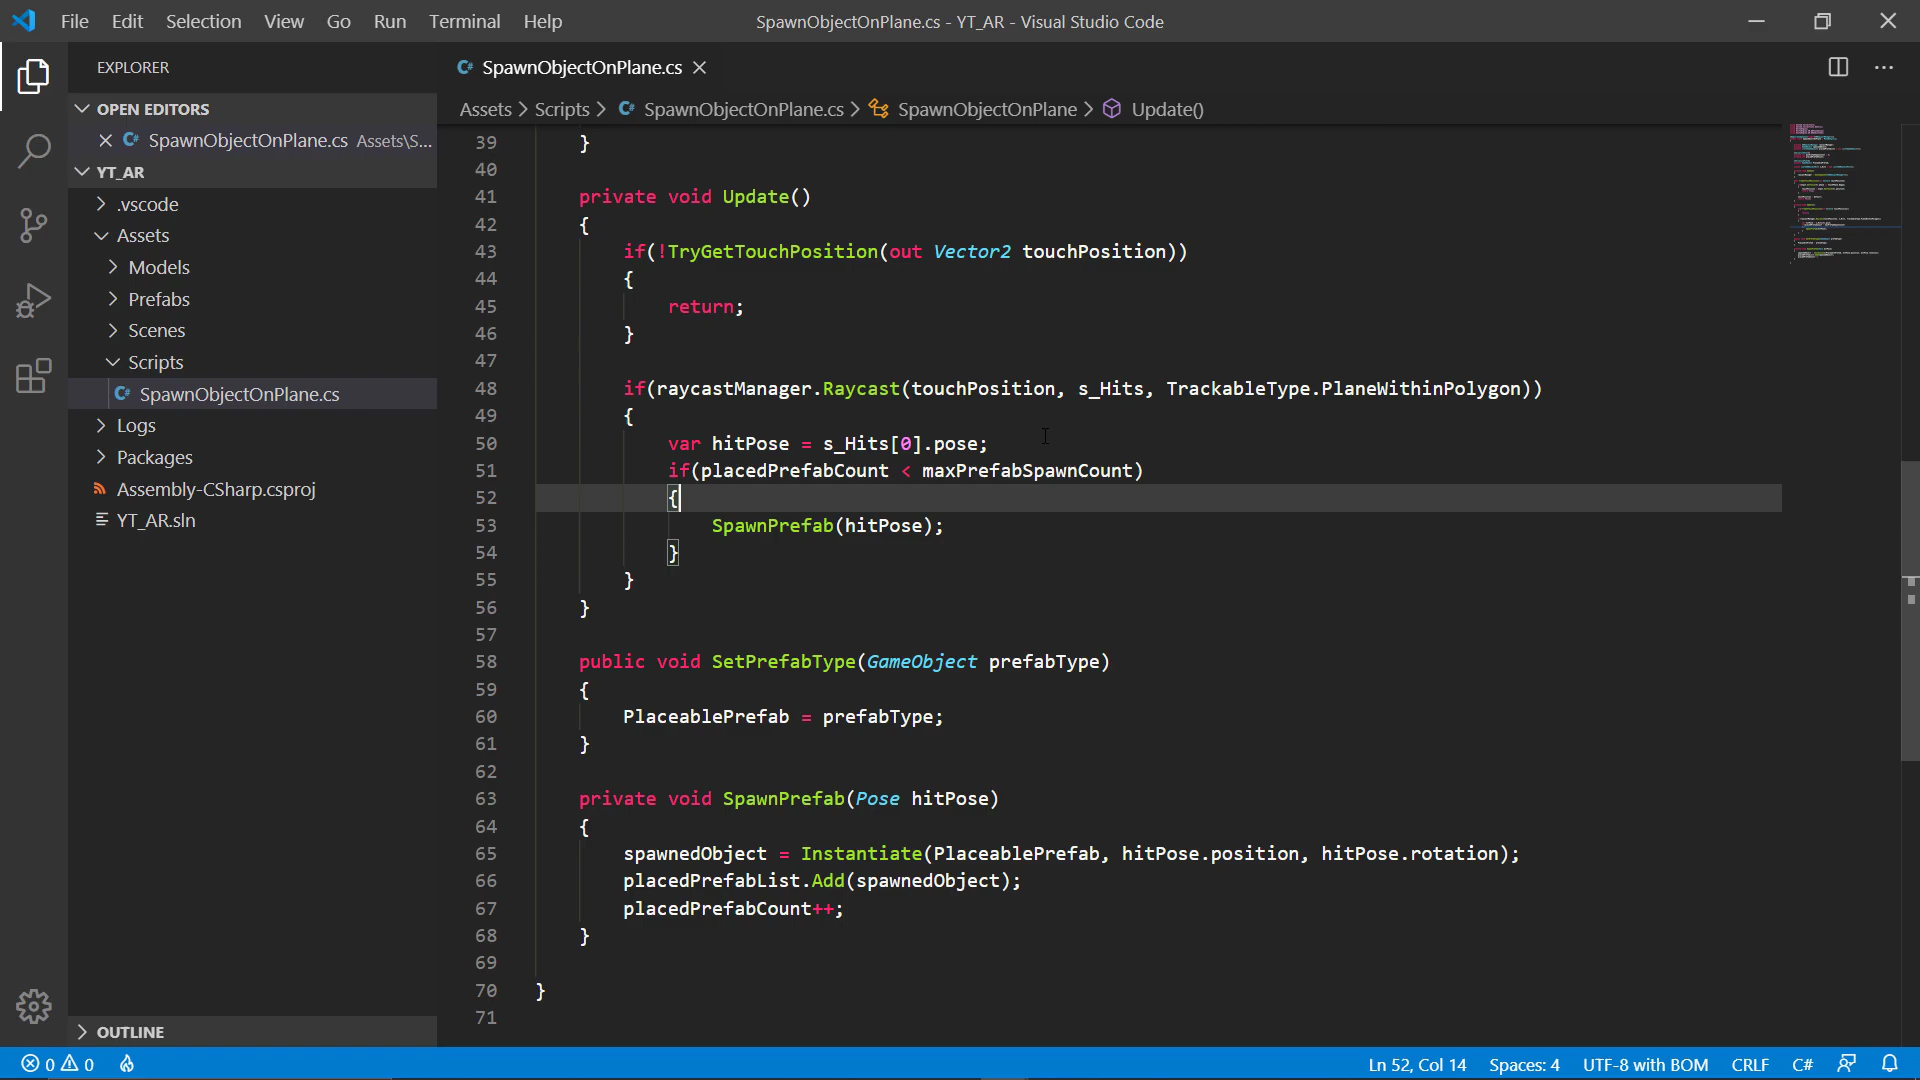 File Edit Selection View Go Run Terminal Help
SpawnObjectOnPlane.cs - YT_AR - Visual Studio Code
EXPLORER
OPEN EDITORS
SpawnObjectOnPlane.cs Assets\S...
YT_AR
.vscode
Assets
Models
Prefabs
Scenes
Scripts
SpawnObjectOnPlane.cs
Logs
Packages
Assembly-CSharp.csproj
YT_AR.sln
OUTLINE
SpawnObjectOnPlane.cs
Assets > Scripts > SpawnObjectOnPlane.cs > SpawnObjectOnPlane > Update()
39 }
40
41 private void Update()
42 {
43 if(!TryGetTouchPosition(out Vector2 touchPosition))
44 {
45 return;
46 }
47
48 if(raycastManager.Raycast(touchPosition, s_Hits, TrackableType.PlaneWithinPolygon))
49 {
50 var hitPose = s_Hits[0].pose;
51 if(placedPrefabCount < maxPrefabSpawnCount)
52 {
53 SpawnPrefab(hitPose);
54 }
55 }
56 }
57
58 public void SetPrefabType(GameObject prefabType)
59 {
60 PlaceablePrefab = prefabType;
61 }
62
63 private void SpawnPrefab(Pose hitPose)
64 {
65 spawnedObject = Instantiate(PlaceablePrefab, hitPose.position, hitPose.rotation);
66 placedPrefabList.Add(spawnedObject);
67 placedPrefabCount++;
68 }
69
70 }
71
0 0
Ln 52, Col 14 Spaces: 4 UTF-8 with BOM CRLF C#